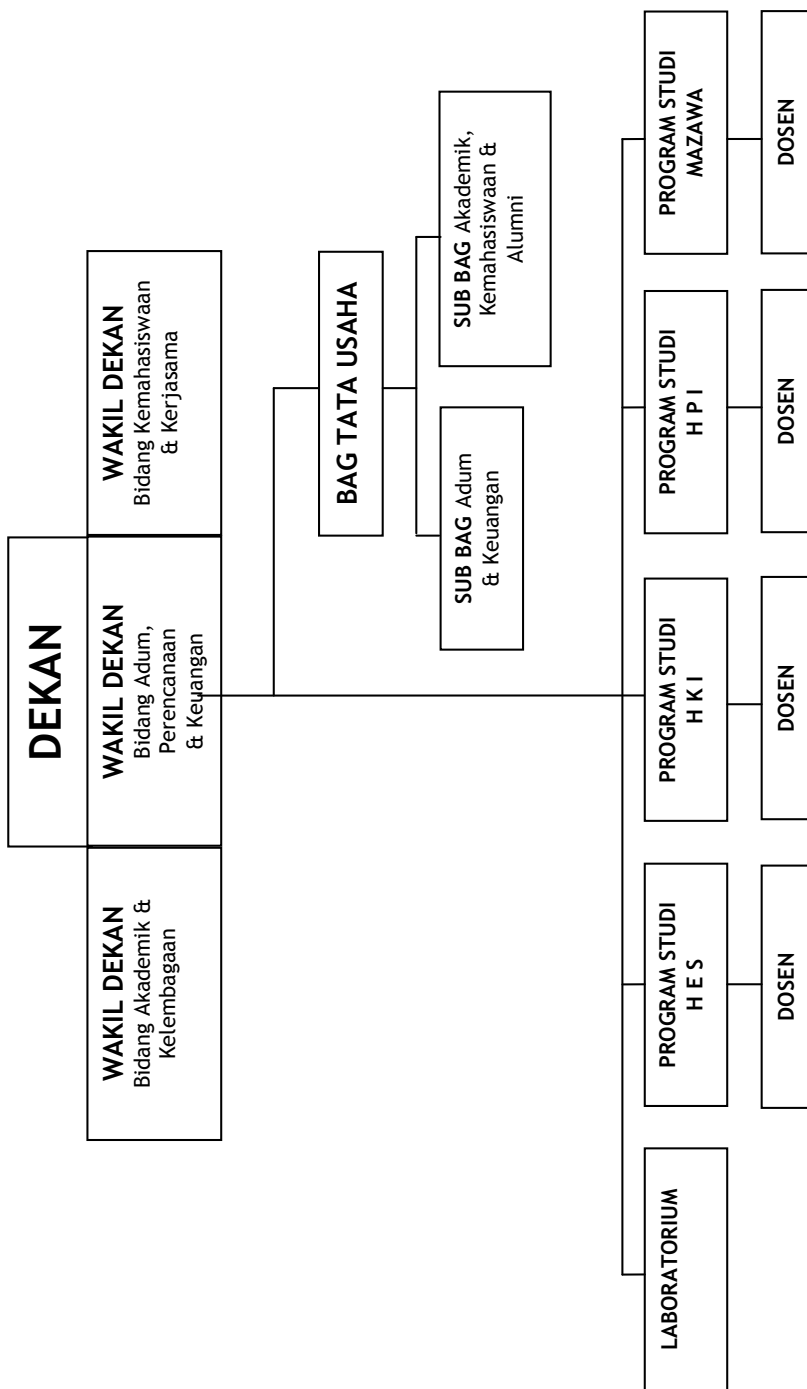 DEKAN
WAKIL DEKAN
Bidang Akademik &
Kelembagaan
WAKIL DEKAN
Bidang Adum,
Perencanaan
& Keuangan
WAKIL DEKAN
Bidang Kemahasiswaan
& Kerjasama
BAG TATA USAHA
SUB BAG Adum
& Keuangan
SUB BAG Akademik,
Kemahasiswaan &
Alumni
LABORATORIUM
PROGRAM STUDI
H E S
PROGRAM STUDI
H K I
PROGRAM STUDI
H P I
PROGRAM STUDI
MAZAWA
DOSEN
DOSEN
DOSEN
DOSEN